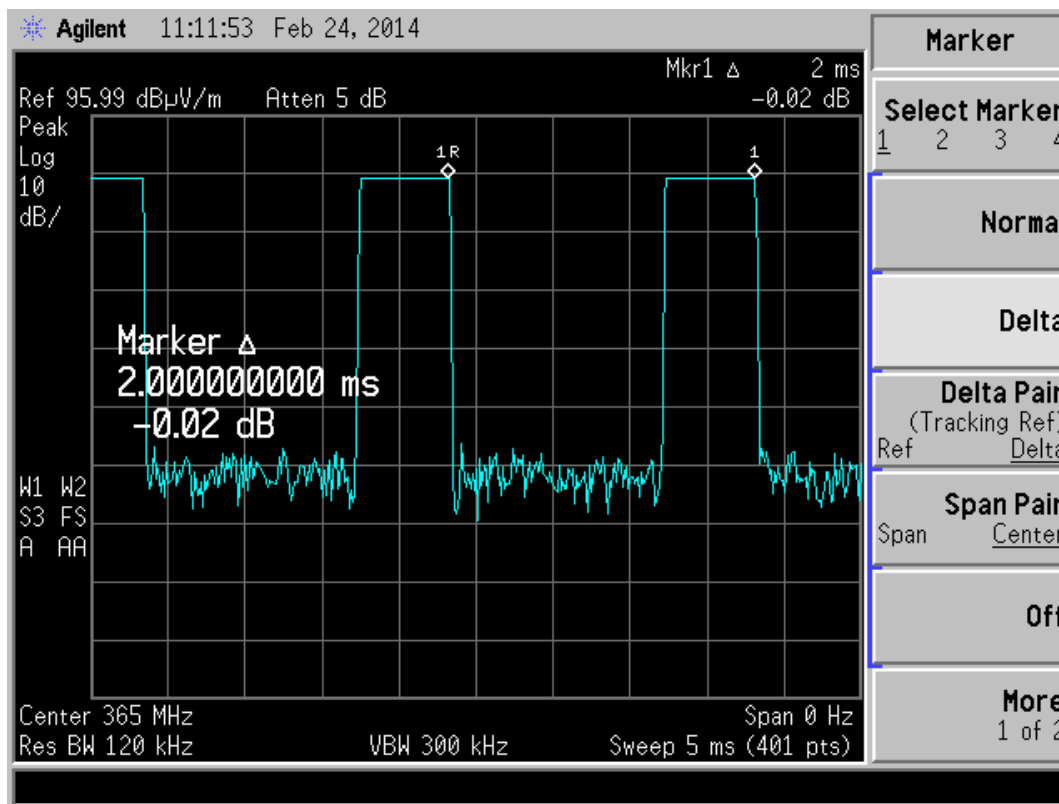 Agilent 11:11:53 Feb 24, 2014
Mkr1 Δ 2 ms
Ref 95.99 dBµV/m Atten 5 dB -0.02 dB
Peak
Log
10
dB/
1R
1
Marker Δ
2.000000000 ms
-0.02 dB
W1 W2
S3 FS
A AA
Center 365 MHz Span 0 Hz
Res BW 120 kHz VBW 300 kHz Sweep 5 ms (401 pts)
Marker
Select Marker
1 2 3 4
Norma
Delta
Delta Pair
(Tracking Ref)
Ref Delta
Span Pair
Span Center
Off
More
1 of 2